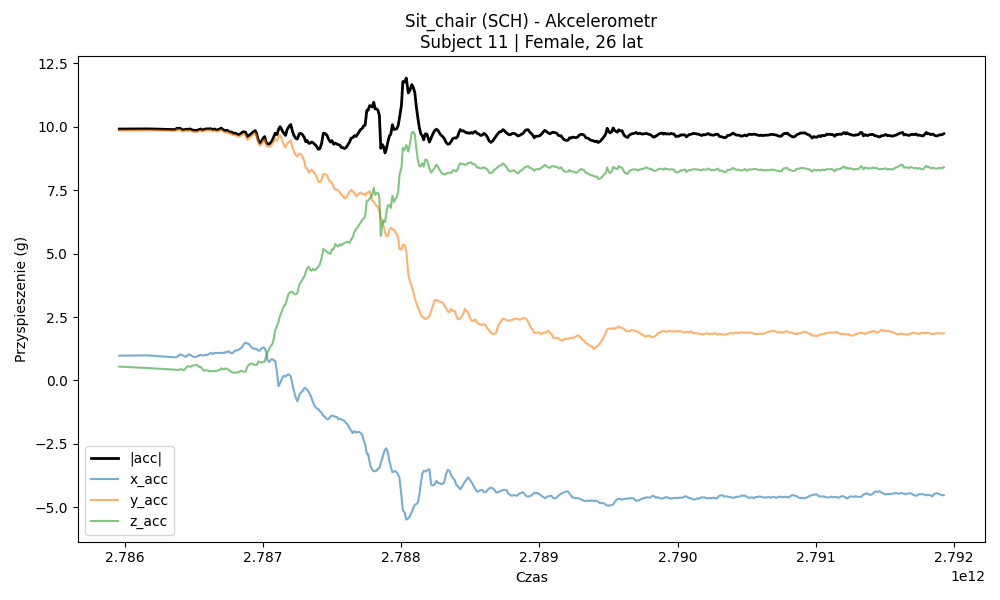 Sit_chair (SCH) - Akcelerometr
Subject 11 | Female, 26 lat
Przyspieszenie (g)
12.5
10.0
7.5
5.0
2.5
0.0
−2.5
−5.0
|acc|
x_acc
y_acc
z_acc
2.786 2.787 2.788 2.789 2.790 2.791 2.792
1e12
Czas